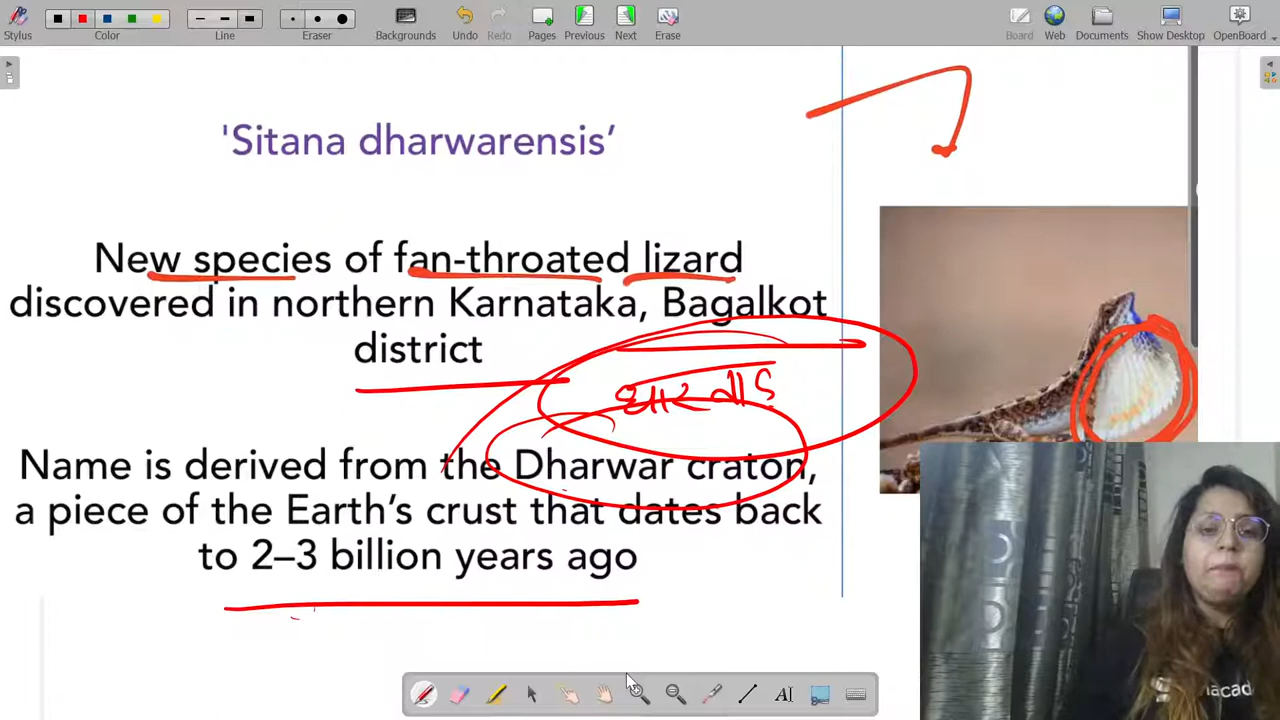 Stylus
Color
Line
Eraser
Backgrounds
Undo
Redo
Pages
Previous
Next
Erase
Board
Web
Documents
Show Desktop
OpenBoard
'Sitana dharwarensis’
New species of fan-throated lizard
discovered in northern Karnataka, Bagalkot
district
Name is derived from the Dharwar craton,
a piece of the Earth’s crust that dates back
to 2–3 billion years ago